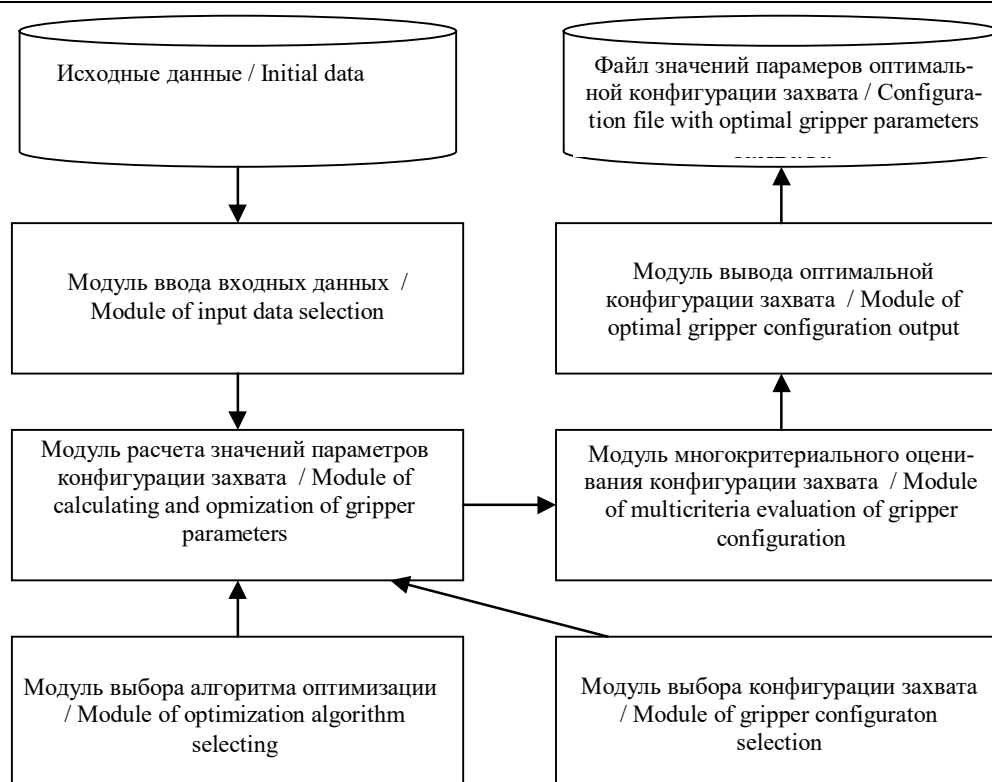 Исходные данные / Initial data
Файл значений парамеров оптималь-
ной конфигурации захвата / Configura-
tion file with optimal gripper parameters
Модуль ввода входных данных /
Module of input data selection
Модуль вывода оптимальной
конфигурации захвата / Module of
optimal gripper configuration output
Модуль расчета значений параметров
конфигурации захвата / Module of
calculating and opmization of gripper
parameters
Модуль многокритериального оцени-
вания конфигурации захвата / Module
of multicriteria evaluation of gripper
configuration
Модуль выбора алгоритма оптимизации
/ Module of optimization algorithm
selecting
Модуль выбора конфигурации захвата
/ Module of gripper configuraton
selection